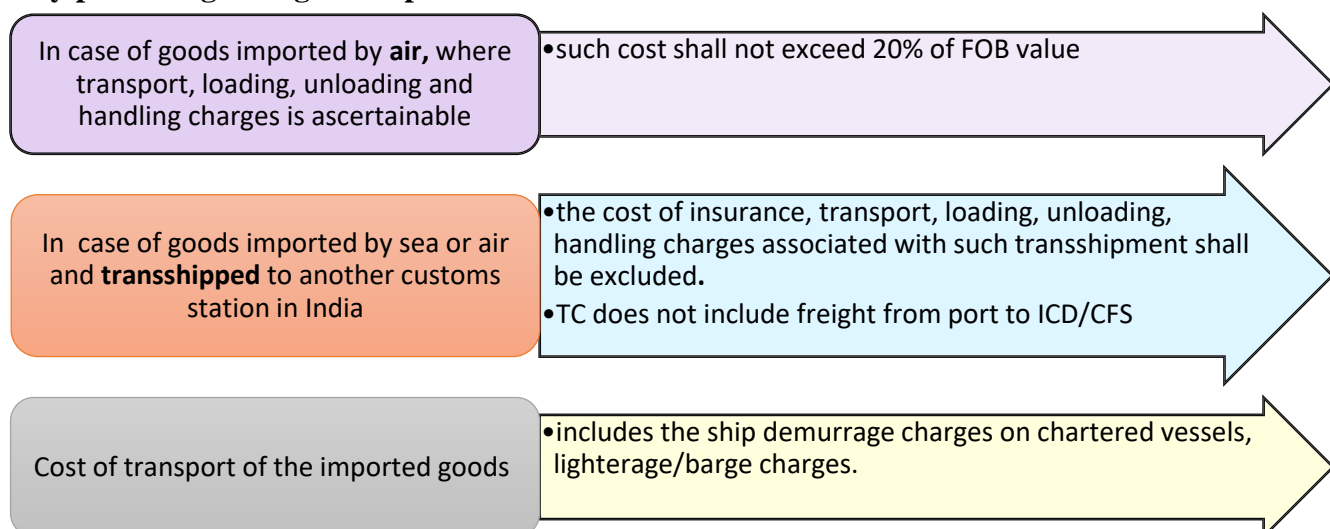 In case of goods imported by air, where
transport, loading, unloading and
handling charges is ascertainable
•such cost shall not exceed 20% of FOB value
In case of goods imported by sea or air
and transshipped to another customs
station in India
•the cost of insurance, transport, loading, unloading,
handling charges associated with such transshipment shall
be excluded.
•TC does not include freight from port to ICD/CFS
Cost of transport of the imported goods
•includes the ship demurrage charges on chartered vessels,
lighterage/barge charges.